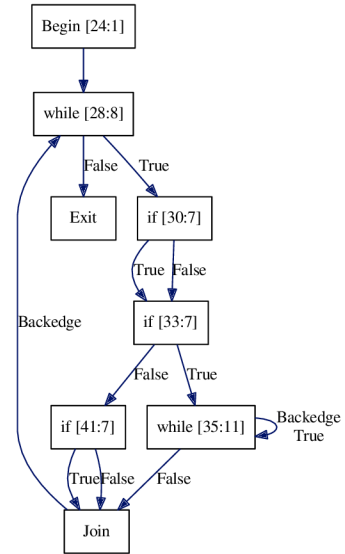 Begin [24:1]
while [28:8]
False
True
Exit
if [30:7]
True
False
Backedge
if [33:7]
False
True
if [41:7]
while [35:11]
Backedge
True
True
False
False
Join